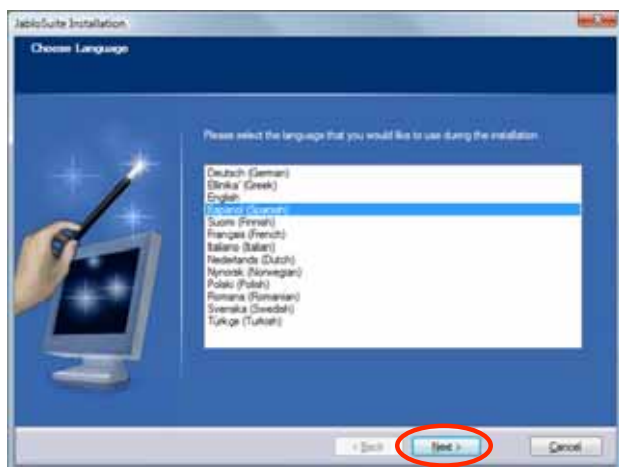 JabloSuite Installation
Choose Language
Please select the language that you would like to use during the installation
Deutsch (German)
Ellinika' (Greek)
English
Español (Spanish)
Suomi (Finnish)
Français (French)
Italiano (Italian)
Nederlands (Dutch)
Nynorsk (Norwegian)
Polski (Polish)
Romana (Romanian)
Svenska (Swedish)
Türkçe (Turkish)
< Back
Next >
Cancel